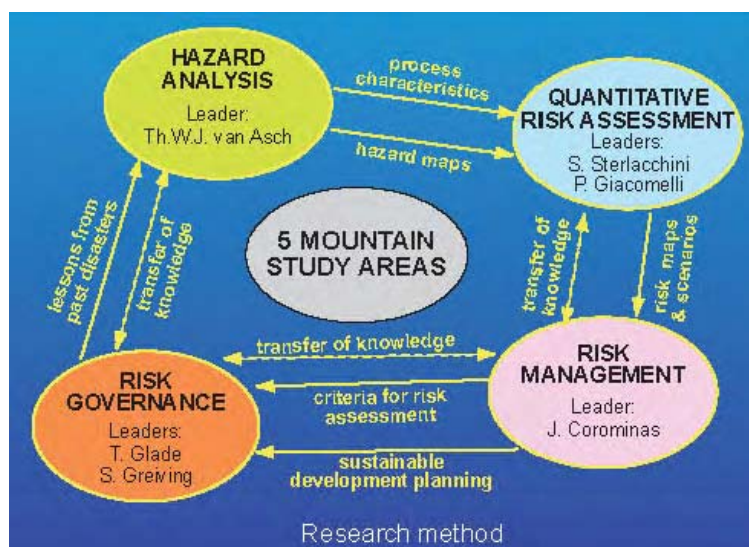 HAZARD
ANALYSIS
Leader:
Th.W.J. van Asch
process
characteristics
hazard maps
QUANTITATIVE
RISK ASSESSMENT
Leaders:
S. Sterlacchini
P. Giacomelli
5 MOUNTAIN
STUDY AREAS
lessons from
past disasters
transfer of
knowledge
transfer of
knowledge
risk maps
& scenarios
transfer of knowledge
criteria for risk
assessment
sustainable
development planning
RISK
GOVERNANCE
Leaders:
T. Glade
S. Greiving
RISK
MANAGEMENT
Leader:
J. Corominas
Research method